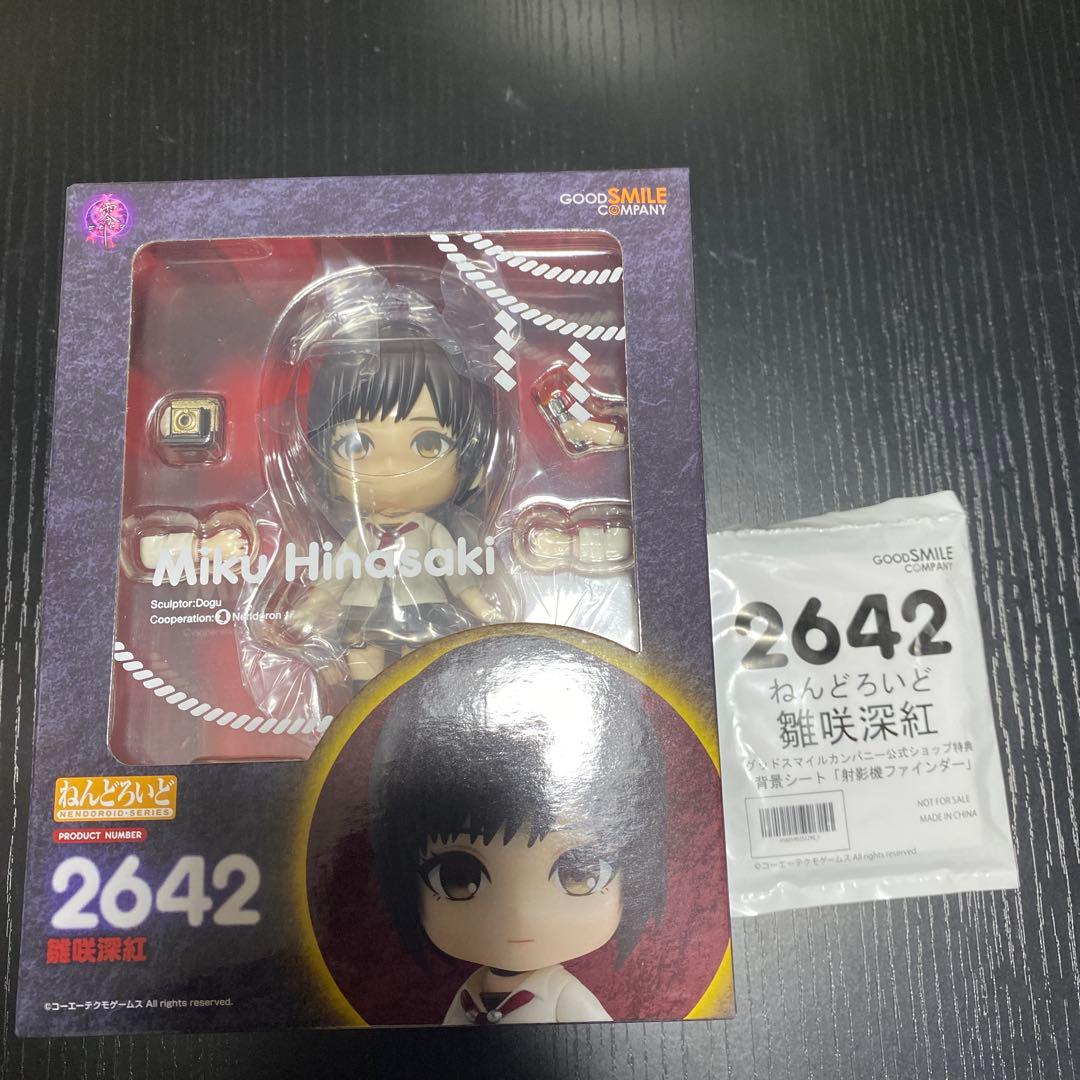 零
ZERO
GOOD SMILE
COMPANY
Miku Hinasaki
Sculptor:Dogu
Cooperation: Nendoron
ねんどろいど
NENDOROID・SERIES
PRODUCT NUMBER
2642
雛咲深紅
©コーエーテクモゲームス All rights reserved.
GOOD SMILE
COMPANY
2642
ねんどろいど
雛咲深紅
グッドスマイルカンパニー公式ショップ特典
背景シート「射影機ファインダー」
NOT FOR SALE
MADE IN CHINA
©コーエーテクモゲームス All rights reserved.